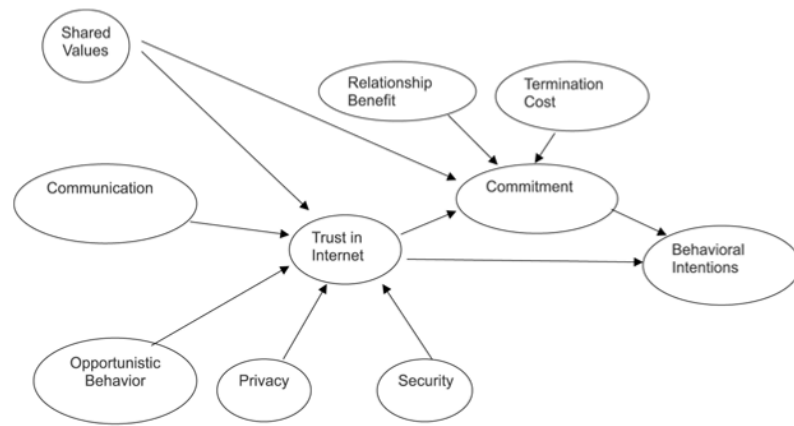 Shared
Values
Relationship
Benefit
Termination
Cost
Communication
Commitment
Trust in
Internet
Behavioral
Intentions
Opportunistic
Behavior
Privacy
Security